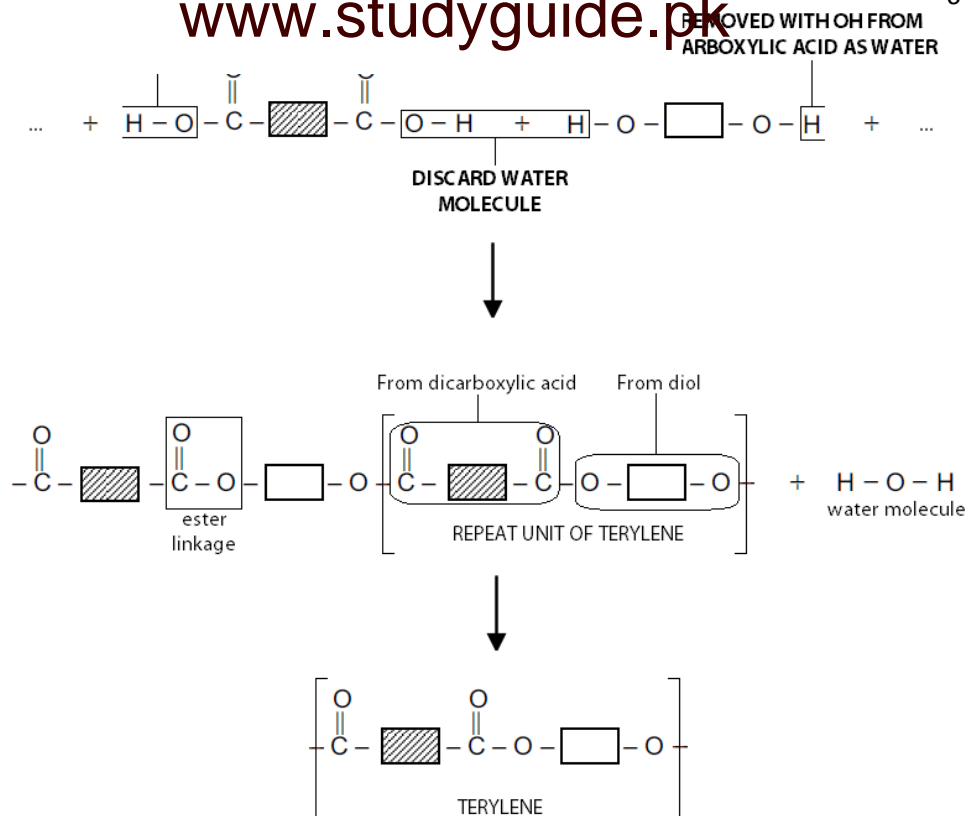 www.studyguide.pk
REMOVED WITH OH FROM
ARBOXYLIC ACID AS WATER
O O
... + H – O – C – – C – O – H + H – O – – O – H + ...
DISCARD WATER
MOLECULE
From dicarboxylic acid From diol
O O O O
– C – – C – O – – O – C – – C – O – – O – + H – O – H
water molecule
ester
linkage
REPEAT UNIT OF TERYLENE
O O
– C – – C – O – – O –
TERYLENE